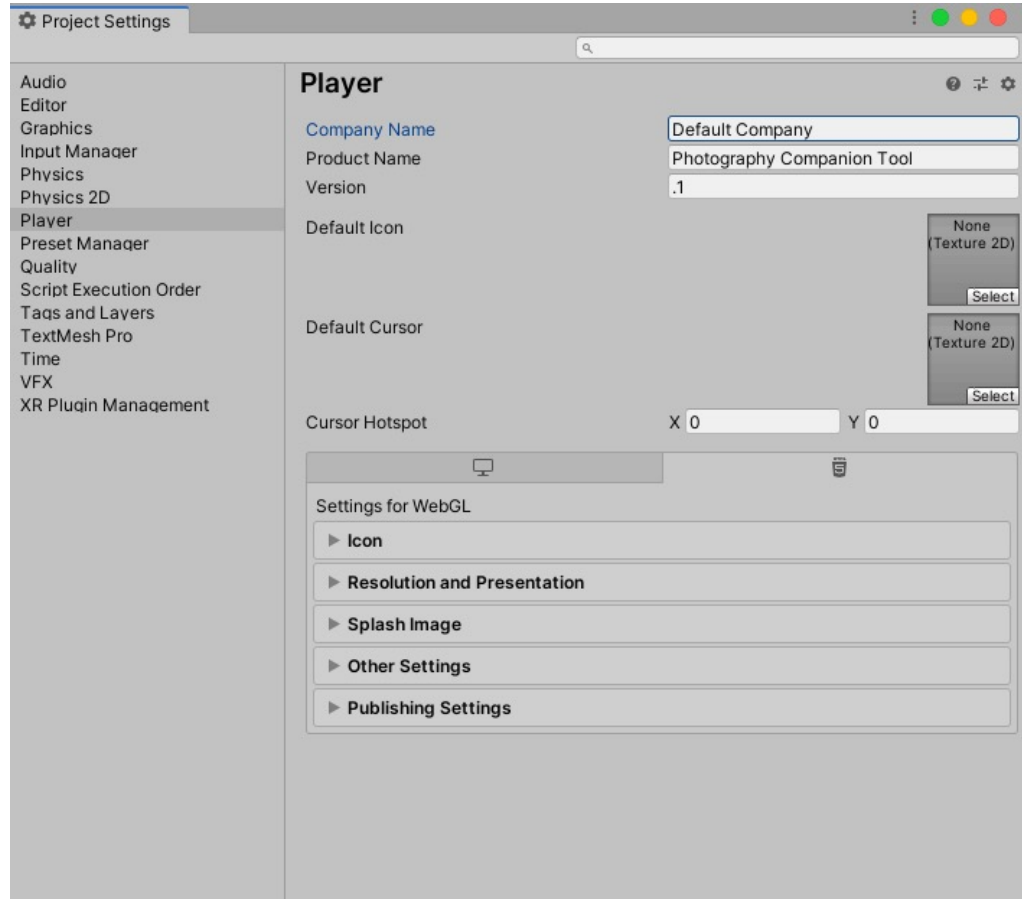 Project Settings
Audio
Editor
Graphics
Input Manager
Physics
Physics 2D
Player
Preset Manager
Quality
Script Execution Order
Tags and Layers
TextMesh Pro
Time
VFX
XR Plugin Management
Player
Company Name Default Company
Product Name Photography Companion Tool
Version .1
Default Icon
None
(Texture 2D)
Select
Default Cursor
None
(Texture 2D)
Select
Cursor Hotspot X 0 Y 0
Settings for WebGL
Icon
Resolution and Presentation
Splash Image
Other Settings
Publishing Settings